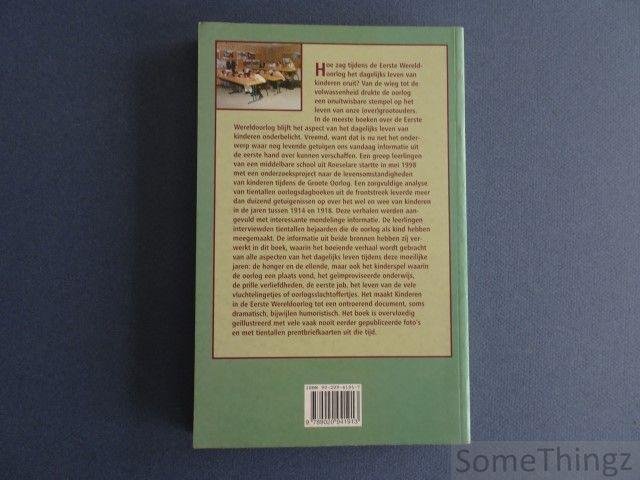 Hoe zag tijdens de Eerste Wereld-
oorlog het dagelijks leven van
kinderen eruit? Van de wieg tot de
volwassenheid drukte de oorlog
een onuitwisbare stempel op het
leven van onze (over)grootouders.
In de meeste boeken over de Eerste
Wereldoorlog blijft het aspect van het dagelijks leven van
kinderen onderbelicht. Vreemd, want dat is nu net het onder-
werp waar nog levende getuigen ons vandaag informatie uit
de eerste hand over kunnen verschaffen. Een groep leerlingen
van een middelbare school uit Roeselare startte in mei 1998
met een onderzoeksproject naar de levensomstandigheden
van kinderen tijdens de Groote Oorlog. Een zorgvuldige analyse
van tientallen oorlogsdagboeken uit de frontstreek leverde meer
dan duizend getuigenissen op over het wel en wee van kinderen
in de jaren tussen 1914 en 1918. Deze verhalen werden aan-
gevuld met interessante mondelinge informatie. De leerlingen
interviewden tientallen bejaarden die de oorlog als kind hebben
meegemaakt. De informatie uit beide bronnen hebben zij ver-
werkt in dit boek, waarin het boeiende verhaal wordt gebracht
van alle aspecten van het dagelijks leven tijdens deze moeilijke
jaren: de honger en de ellende, maar ook het kinderspel waarin
de oorlog een plaats vond, het geïmproviseerde onderwijs,
de prille verliefdheden, de eerste job, het leven van de vele
vluchtelingetjes of oorlogsslachtoffertjes. Het maakt Kinderen
in de Eerste Wereldoorlog tot een ontroerend document, soms
dramatisch, bijwijlen humoristisch. Het boek is overvloedig
geïllustreerd met vele vaak nooit eerder gepubliceerde foto's
en met tientallen prentbriefkaarten uit die tijd.
ISBN 90-209-4191-7
9 789020 941913
SomeThingz